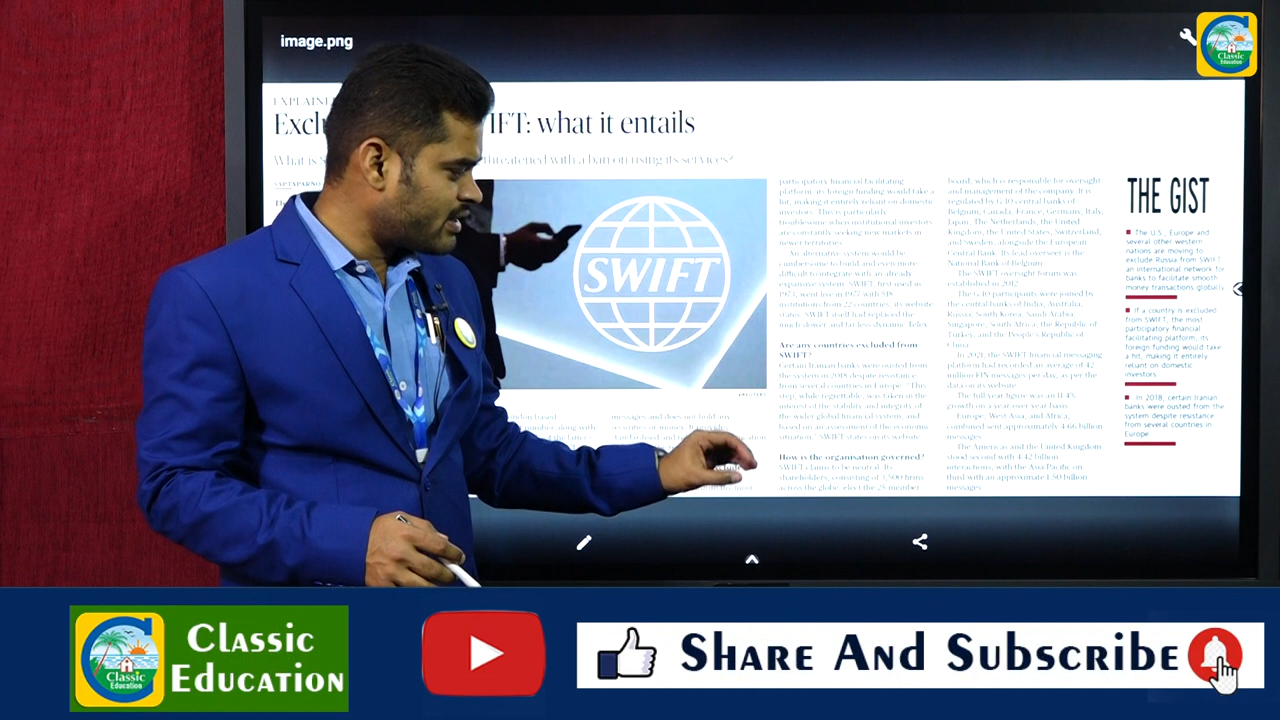 image.png
Classic
Education
EXPLAIN
Excl IFT: what it entails
What is threatened with a ban on using its services?
SWIFT
participatory financial facilitating
platform, its foreign funding would take a
hit, making it entirely reliant on domestic
investors. This is particularly
troublesome when institutional investors
are constantly seeking new markets in
newer territories.
An alternative system would be
cumbersome to build and even more
difficult to integrate with an already
expansive system. SWIFT, first used in
1973, went live in 1977 with 518
institutions from 22 countries, its website
states. SWIFT itself had replaced the
much slower and far less dynamic Telex.
Are any countries excluded from
SWIFT?
Certain Iranian banks were ousted from
the system in 2018 despite resistance
from several countries in Europe. "This
step, while regrettable, was taken in the
interest of the stability and integrity of
the wider global financial system, and
based on an assessment of the economic
situation," SWIFT states on its website.
How is the organisation governed?
SWIFT claims to be neutral. Its
shareholders, consisting of 3,500 firms
across the globe, elect the 25-member
board, which is responsible for oversight
and management of the company. It is
regulated by G-10 central banks of
Belgium, Canada, France, Germany, Italy,
Japan, The Netherlands, the United
Kingdom, the United States, Switzerland,
and Sweden, alongside the European
Central Bank. Its lead overseer is the
National Bank of Belgium.
The SWIFT oversight forum was
established in 2012.
The G-10 participants were joined by
the central banks of India, Australia,
Russia, South Korea, Saudi Arabia,
Singapore, South Africa, the Republic of
Turkey, and the People's Republic of
China.
In 2021, the SWIFT financial messaging
platform had recorded an average of 42
million FIN messages per day, as per the
data on its website.
The full year figure was an 11.4%
growth on a year-over-year basis.
Europe, West Asia, and Africa,
combined sent approximately 4.66 billion
messages.
The Americas and the United Kingdom
stood second with 4.42 billion
interactions, with the Asia Pacific on
third with an approximate 1.50 billion
messages.
THE GIST
The U.S., Europe and
several other western
nations are moving to
exclude Russia from SWIFT
an international network for
banks to facilitate smooth
money transactions globally.
If a country is excluded
from SWIFT, the most
participatory financial
facilitating platform, its
foreign funding would take
a hit, making it entirely
reliant on domestic
investors.
In 2018, certain Iranian
banks were ousted from the
system despite resistance
from several countries in
Europe
Classic
Education
Classic
Education
Share And Subscribe